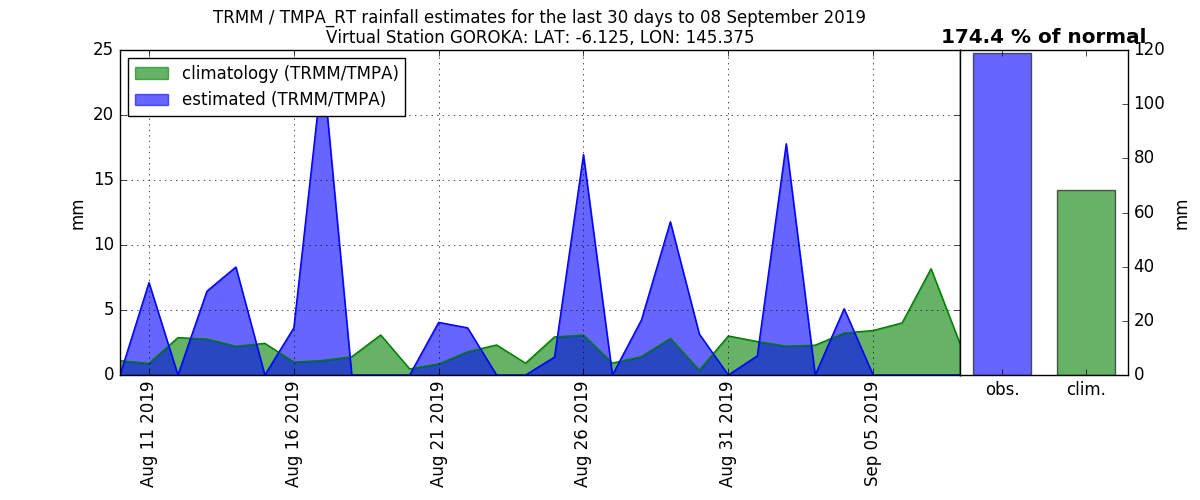 TRMM / TMPA_RT rainfall estimates for the last 30 days to 08 September 2019
Virtual Station GOROKA: LAT: -6.125, LON: 145.375
174.4 % of normal
climatology (TRMM/TMPA)
estimated (TRMM/TMPA)
25
20
15
10
5
0
mm
Aug 11 2019
Aug 16 2019
Aug 21 2019
Aug 26 2019
Aug 31 2019
Sep 05 2019
120
100
80
60
40
20
0
mm
obs.
clim.